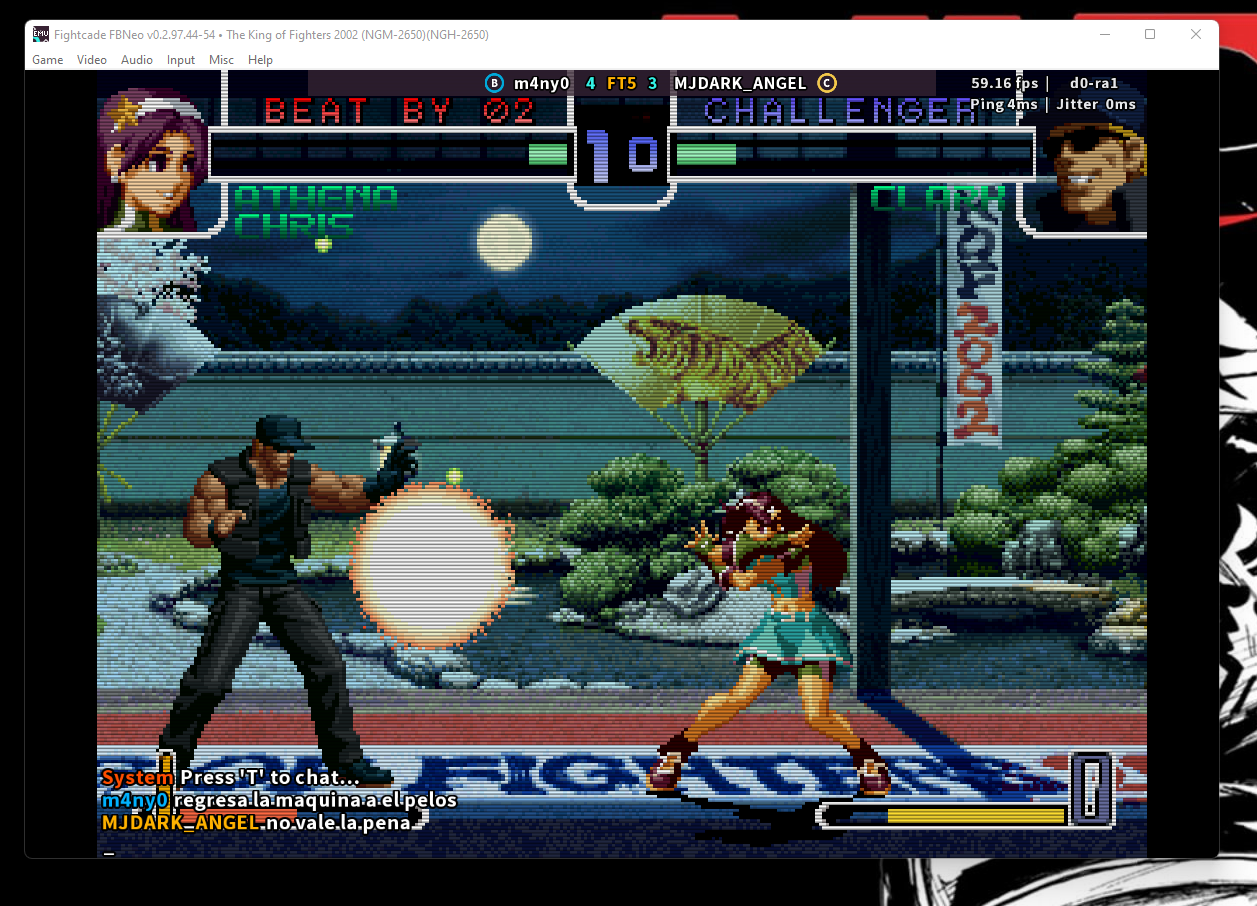 Fightcade FBNeo v0.2.97.44-54 • The King of Fighters 2002 (NGM-2650)(NGH-2650)
Game Video Audio Input Misc Help
B m4ny0 4 FT5 3 MJDARK_ANGEL C
59.16 fps | d0-ra1
Ping 4ms | Jitter 0ms
BEAT BY 02
CHALLENGER
10
ATHENA
CHRIS
CLARK
KOF 2002
System Press 'T' to chat...
m4ny0 regresa la maquina a el pelos
MJDARK_ANGEL no vale la pena
0